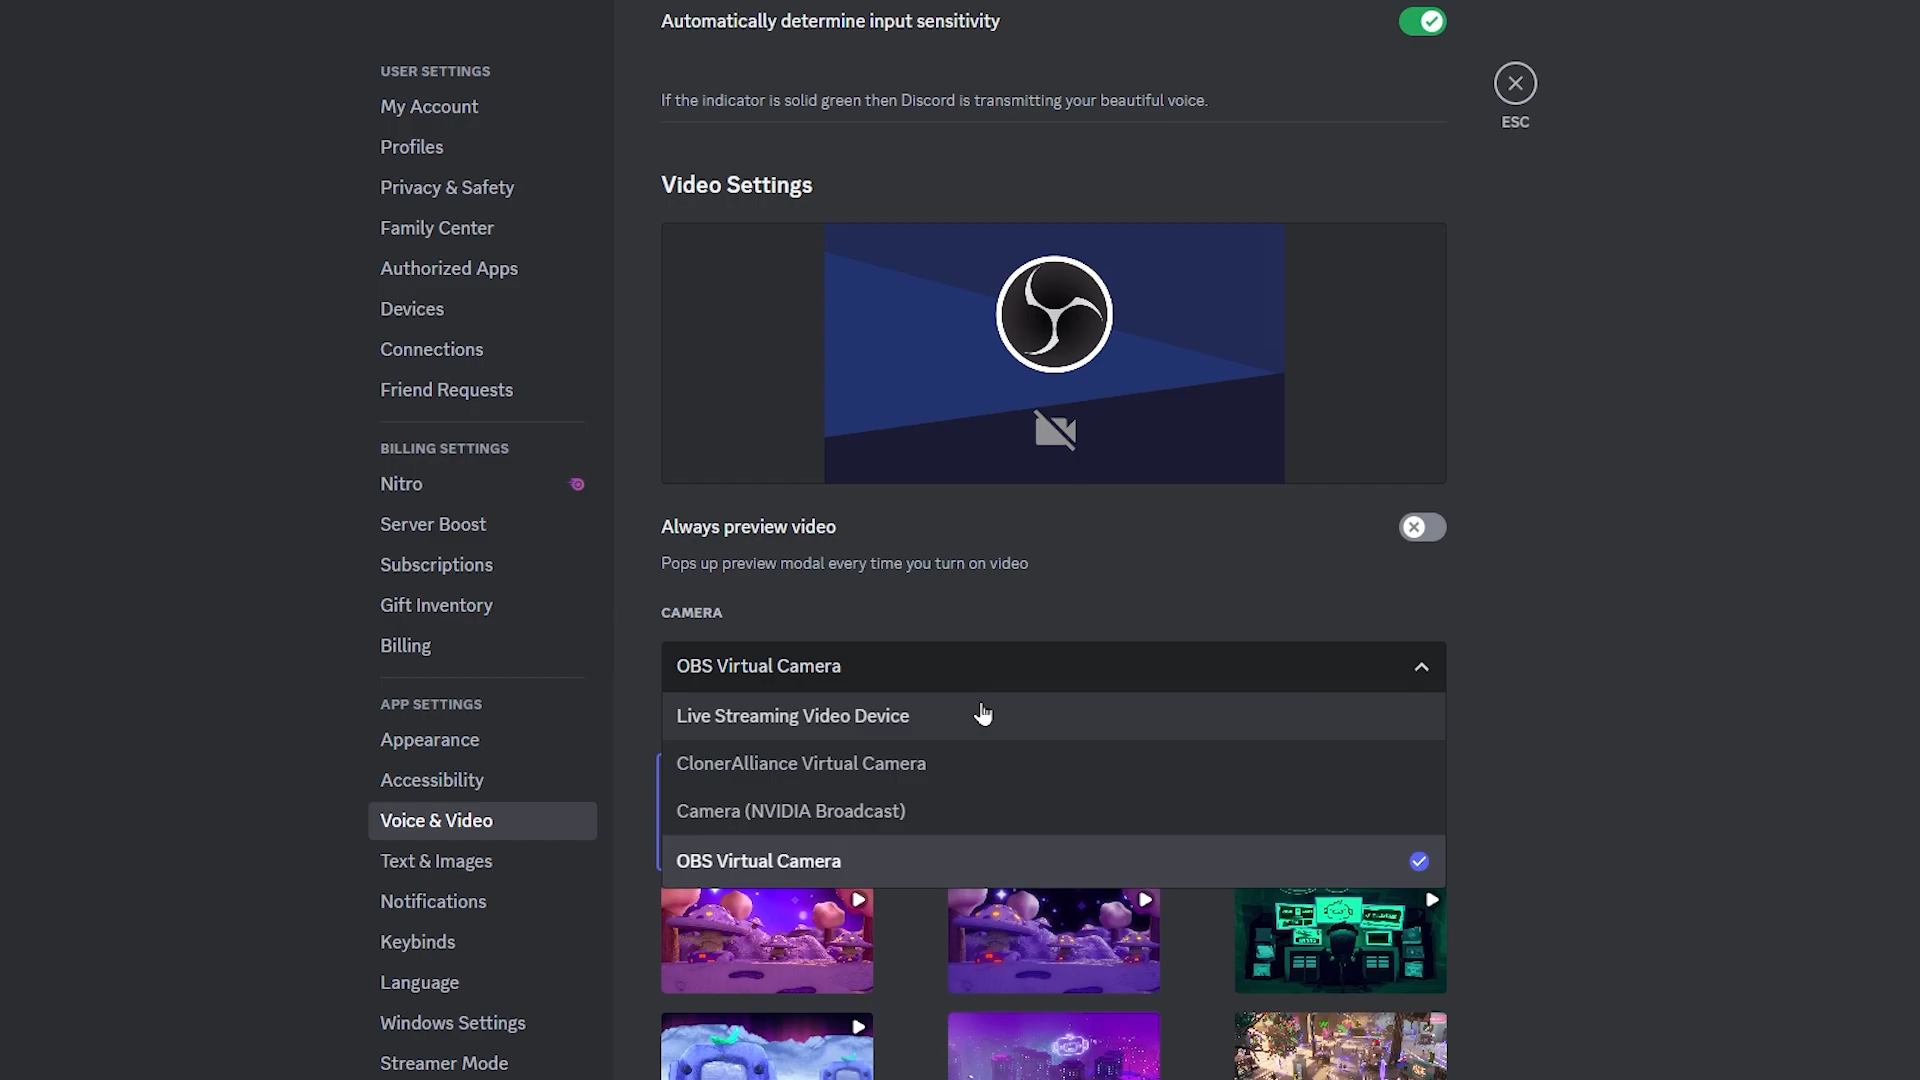 USER SETTINGS
My Account
Profiles
Privacy & Safety
Family Center
Authorized Apps
Devices
Connections
Friend Requests
BILLING SETTINGS
Nitro
Server Boost
Subscriptions
Gift Inventory
Billing
APP SETTINGS
Appearance
Accessibility
Voice & Video
Text & Images
Notifications
Keybinds
Language
Windows Settings
Streamer Mode
Automatically determine input sensitivity
If the indicator is solid green then Discord is transmitting your beautiful voice.
Video Settings
Always preview video
Pops up preview modal every time you turn on video
CAMERA
OBS Virtual Camera
Live Streaming Video Device
ClonerAlliance Virtual Camera
Camera (NVIDIA Broadcast)
OBS Virtual Camera
ESC